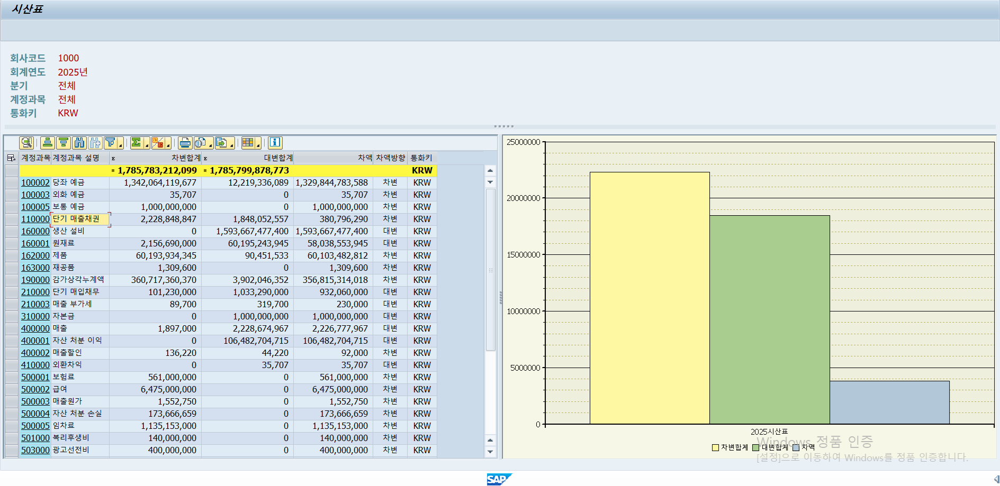 시산표
회사코드 1000
회계연도 2025년
분기 전체
계정과목 전체
통화키 KRW
계정과목 계정과목 설명 Σ 차변합계 Σ 대변합계 차액 차액방향 통화키
1,785,783,212,099 1,785,799,878,773 KRW
100002 당좌 예금 1,342,064,119,677 12,219,336,089 1,329,844,783,588 차변 KRW
100003 외화 예금 35,707 0 35,707 차변 KRW
100005 보통 예금 1,000,000,000 0 1,000,000,000 차변 KRW
110000 단기 매출채권 2,228,848,847 1,848,052,557 380,796,290 차변 KRW
160000 생산 설비 0 1,593,667,477,400 1,593,667,477,400 대변 KRW
160001 원재료 2,156,690,000 60,195,243,945 58,038,553,945 대변 KRW
162000 제품 60,193,934,345 90,451,533 60,103,482,812 차변 KRW
163000 재공품 1,309,600 0 1,309,600 차변 KRW
190000 감가상각누계액 360,717,360,370 3,902,046,352 356,815,314,018 차변 KRW
210000 단기 매입채무 101,230,000 1,033,290,000 932,060,000 대변 KRW
210003 매출 부가세 89,700 319,700 230,000 대변 KRW
310000 자본금 0 1,000,000,000 1,000,000,000 대변 KRW
400000 매출 1,897,000 2,228,674,967 2,226,777,967 대변 KRW
400001 자산 처분 이익 0 106,482,704,715 106,482,704,715 대변 KRW
400002 매출할인 136,220 44,220 92,000 차변 KRW
410000 외환차익 0 35,707 35,707 대변 KRW
500001 보험료 561,000,000 0 561,000,000 차변 KRW
500002 급여 6,475,000,000 0 6,475,000,000 차변 KRW
500003 매출원가 1,552,750 0 1,552,750 차변 KRW
500004 자산 처분 손실 173,666,659 0 173,666,659 차변 KRW
500005 임차료 1,135,153,000 0 1,135,153,000 차변 KRW
501000 복리후생비 140,000,000 0 140,000,000 차변 KRW
503000 광고선전비 400,000,000 0 400,000,000 차변 KRW
25000000
20000000
15000000
10000000
5000000
0
2025시산표
차변합계 대변합계 차액
Windows 정품 인증
[설정]으로 이동하여 Windows를 정품 인증합니다.
SAP